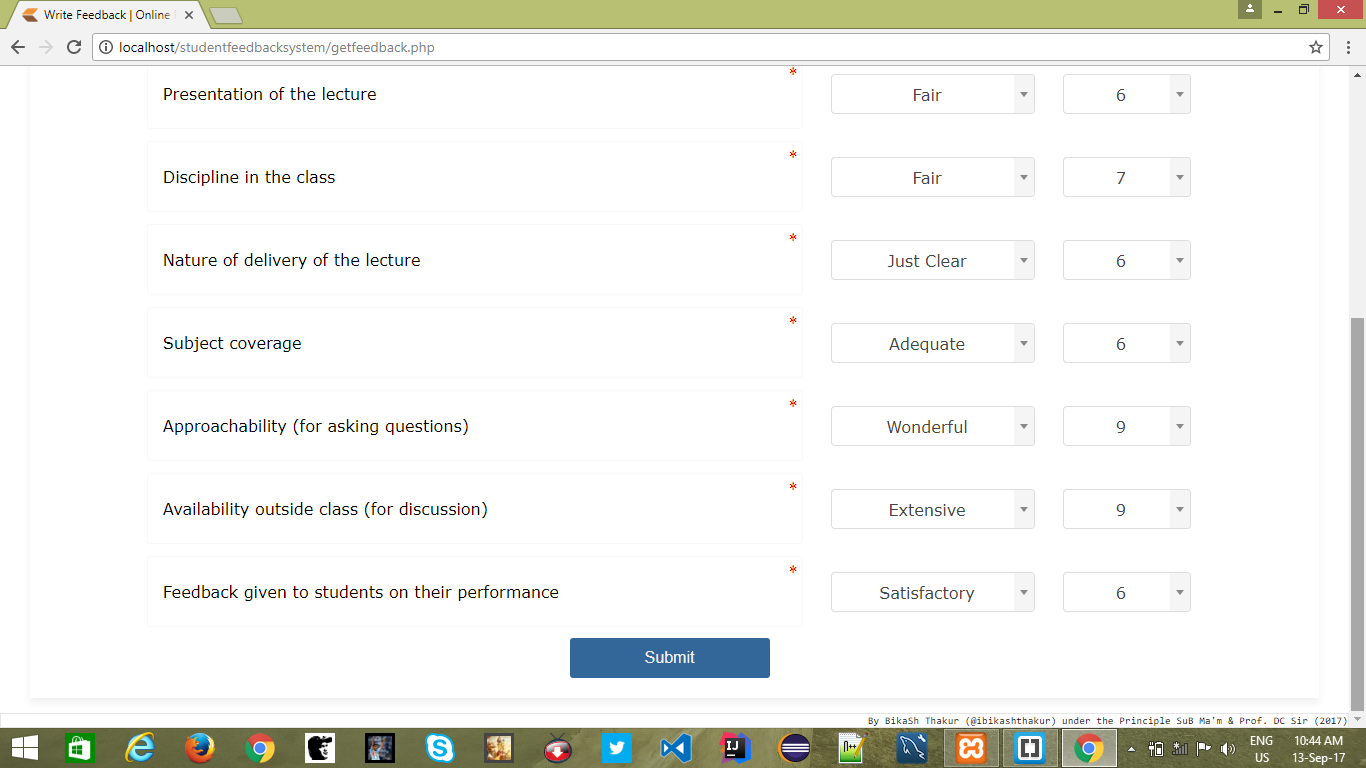 Write Feedback | Online
localhost/studentfeedbacksystem/getfeedback.php
*
Presentation of the lecture Fair 6
*
Discipline in the class Fair 7
*
Nature of delivery of the lecture Just Clear 6
*
Subject coverage Adequate 6
*
Approachability (for asking questions) Wonderful 9
*
Availability outside class (for discussion) Extensive 9
*
Feedback given to students on their performance Satisfactory 6
Submit
By BikaSh Thakur (@ibikashthakur) under the Principle SuB Ma'm & Prof. DC Sir (2017)
IJ
ENG 10:44 AM
US 13-Sep-17